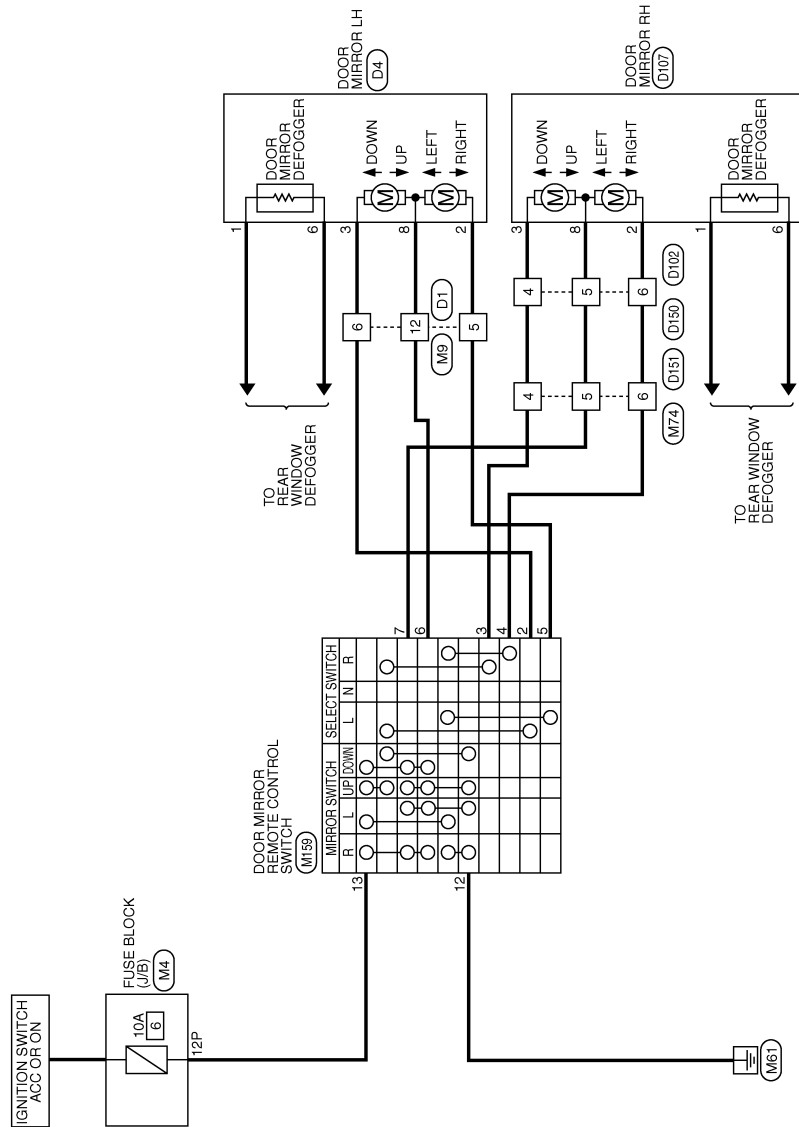 IGNITION SWITCH
ACC OR ON
FUSE BLOCK
(J/B)
M4
10A
6
12P
DOOR MIRROR
REMOTE CONTROL
SWITCH
M159
13
12
MIRROR SWITCH
SELECT SWITCH
R
L
UP
DOWN
L
N
R
7
6
3
4
2
5
M61
TO
REAR
WINDOW
DEFOGGER
1
6
3
8
2
DOOR
MIRROR
DEFOGGER
M
M
DOWN
UP
LEFT
RIGHT
DOOR
MIRROR LH
D4
6
12
5
M9
D1
4
5
6
M74
D151
4
5
6
D150
D102
3
8
2
1
6
M
M
DOWN
UP
LEFT
RIGHT
DOOR
MIRROR
DEFOGGER
DOOR
MIRROR RH
D107
TO
REAR WINDOW
DEFOGGER